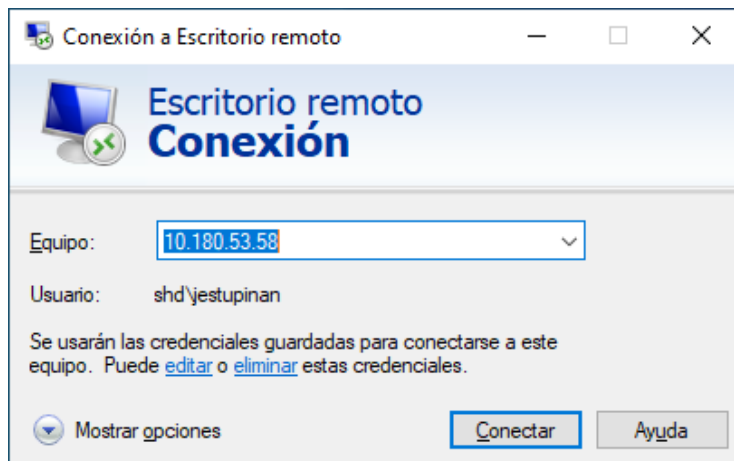 Conexión a Escritorio remoto
Escritorio remoto
Conexión
Equipo: 10.180.53.58
Usuario: shd\jestupinan
Se usarán las credenciales guardadas para conectarse a este
equipo. Puede editar o eliminar estas credenciales.
Mostrar opciones Conectar Ayuda